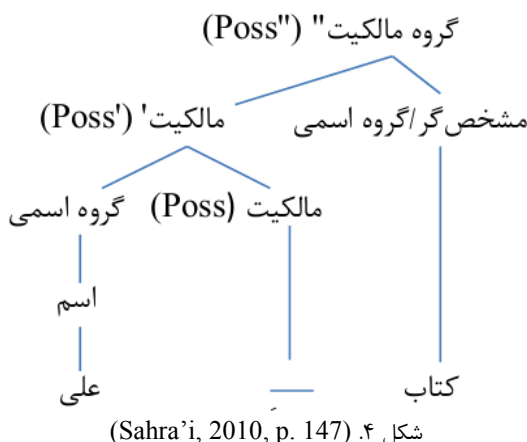 گروه مالکیت" (Poss")
مشخص‌گر/گروه اسمی مالکیت' (Poss')
مالکیت (Poss) گروه اسمی
اسم
کتاب ـِ علی
شکل ۴. (Sahra'i, 2010, p. 147)